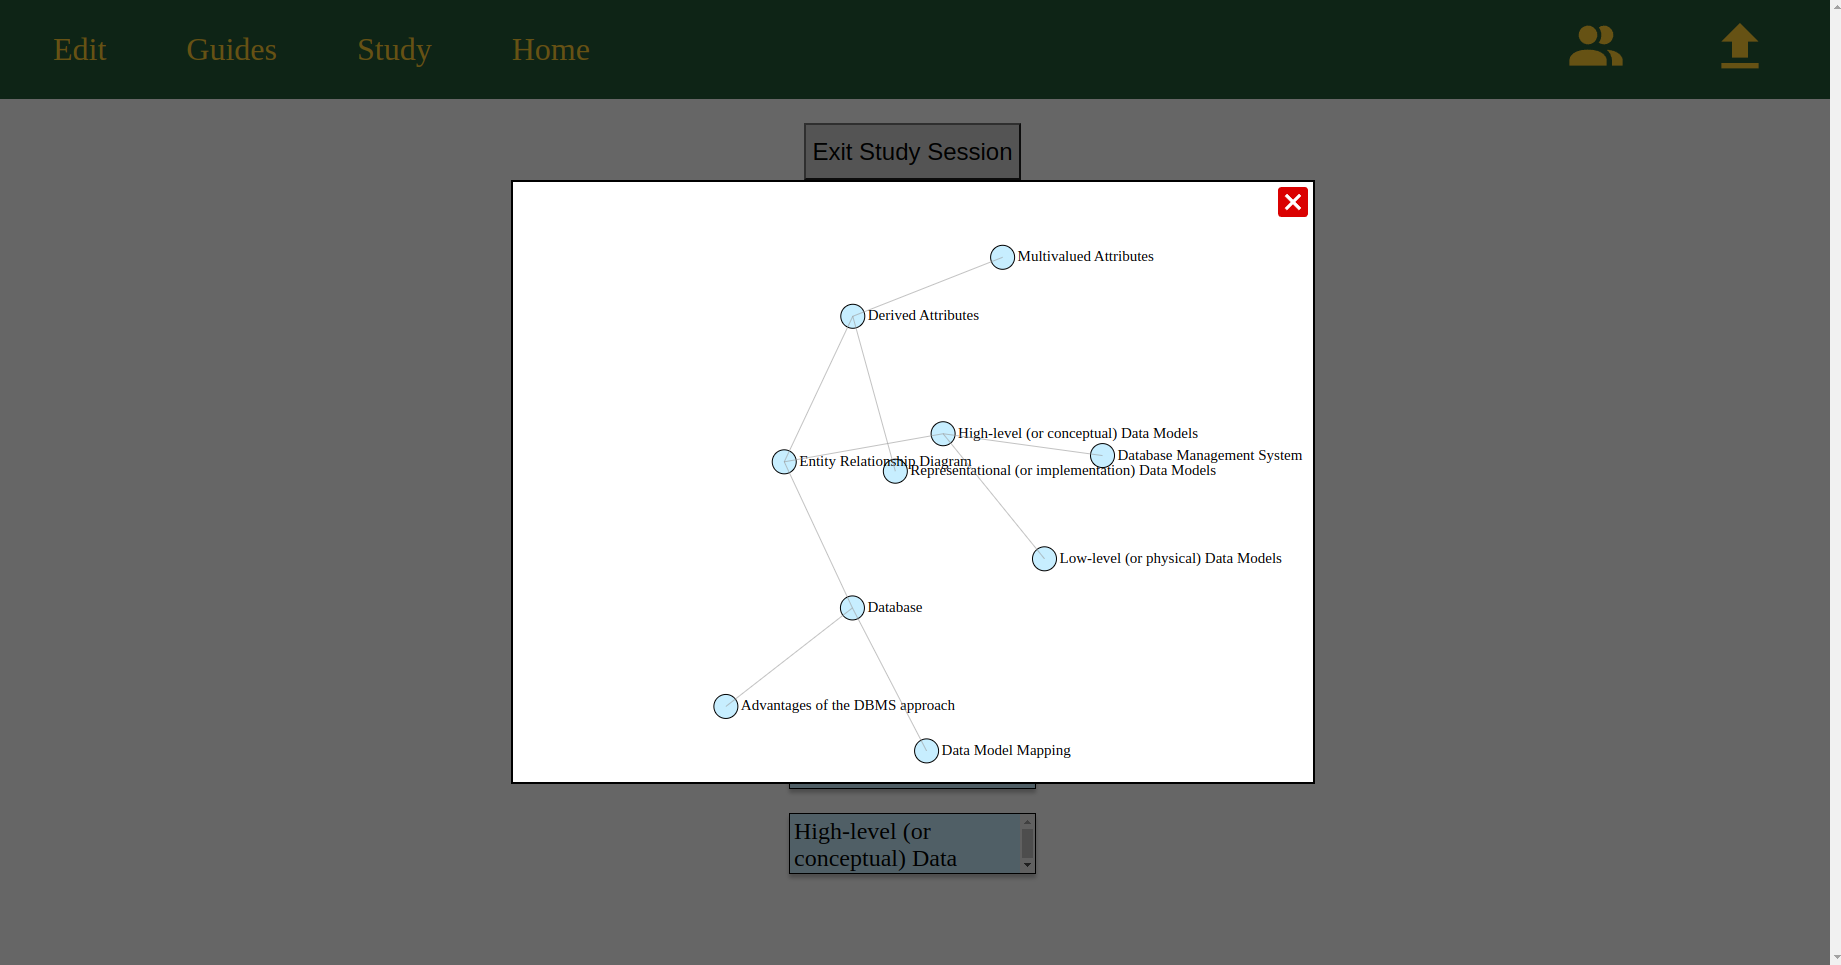 Edit Guides Study Home
Exit Study Session
Multivalued Attributes
Derived Attributes
High-level (or conceptual) Data Models
Database Management System
Entity Relationship Diagram
Representational (or implementation) Data Models
Low-level (or physical) Data Models
Database
Advantages of the DBMS approach
Data Model Mapping
High-level (or
conceptual) Data